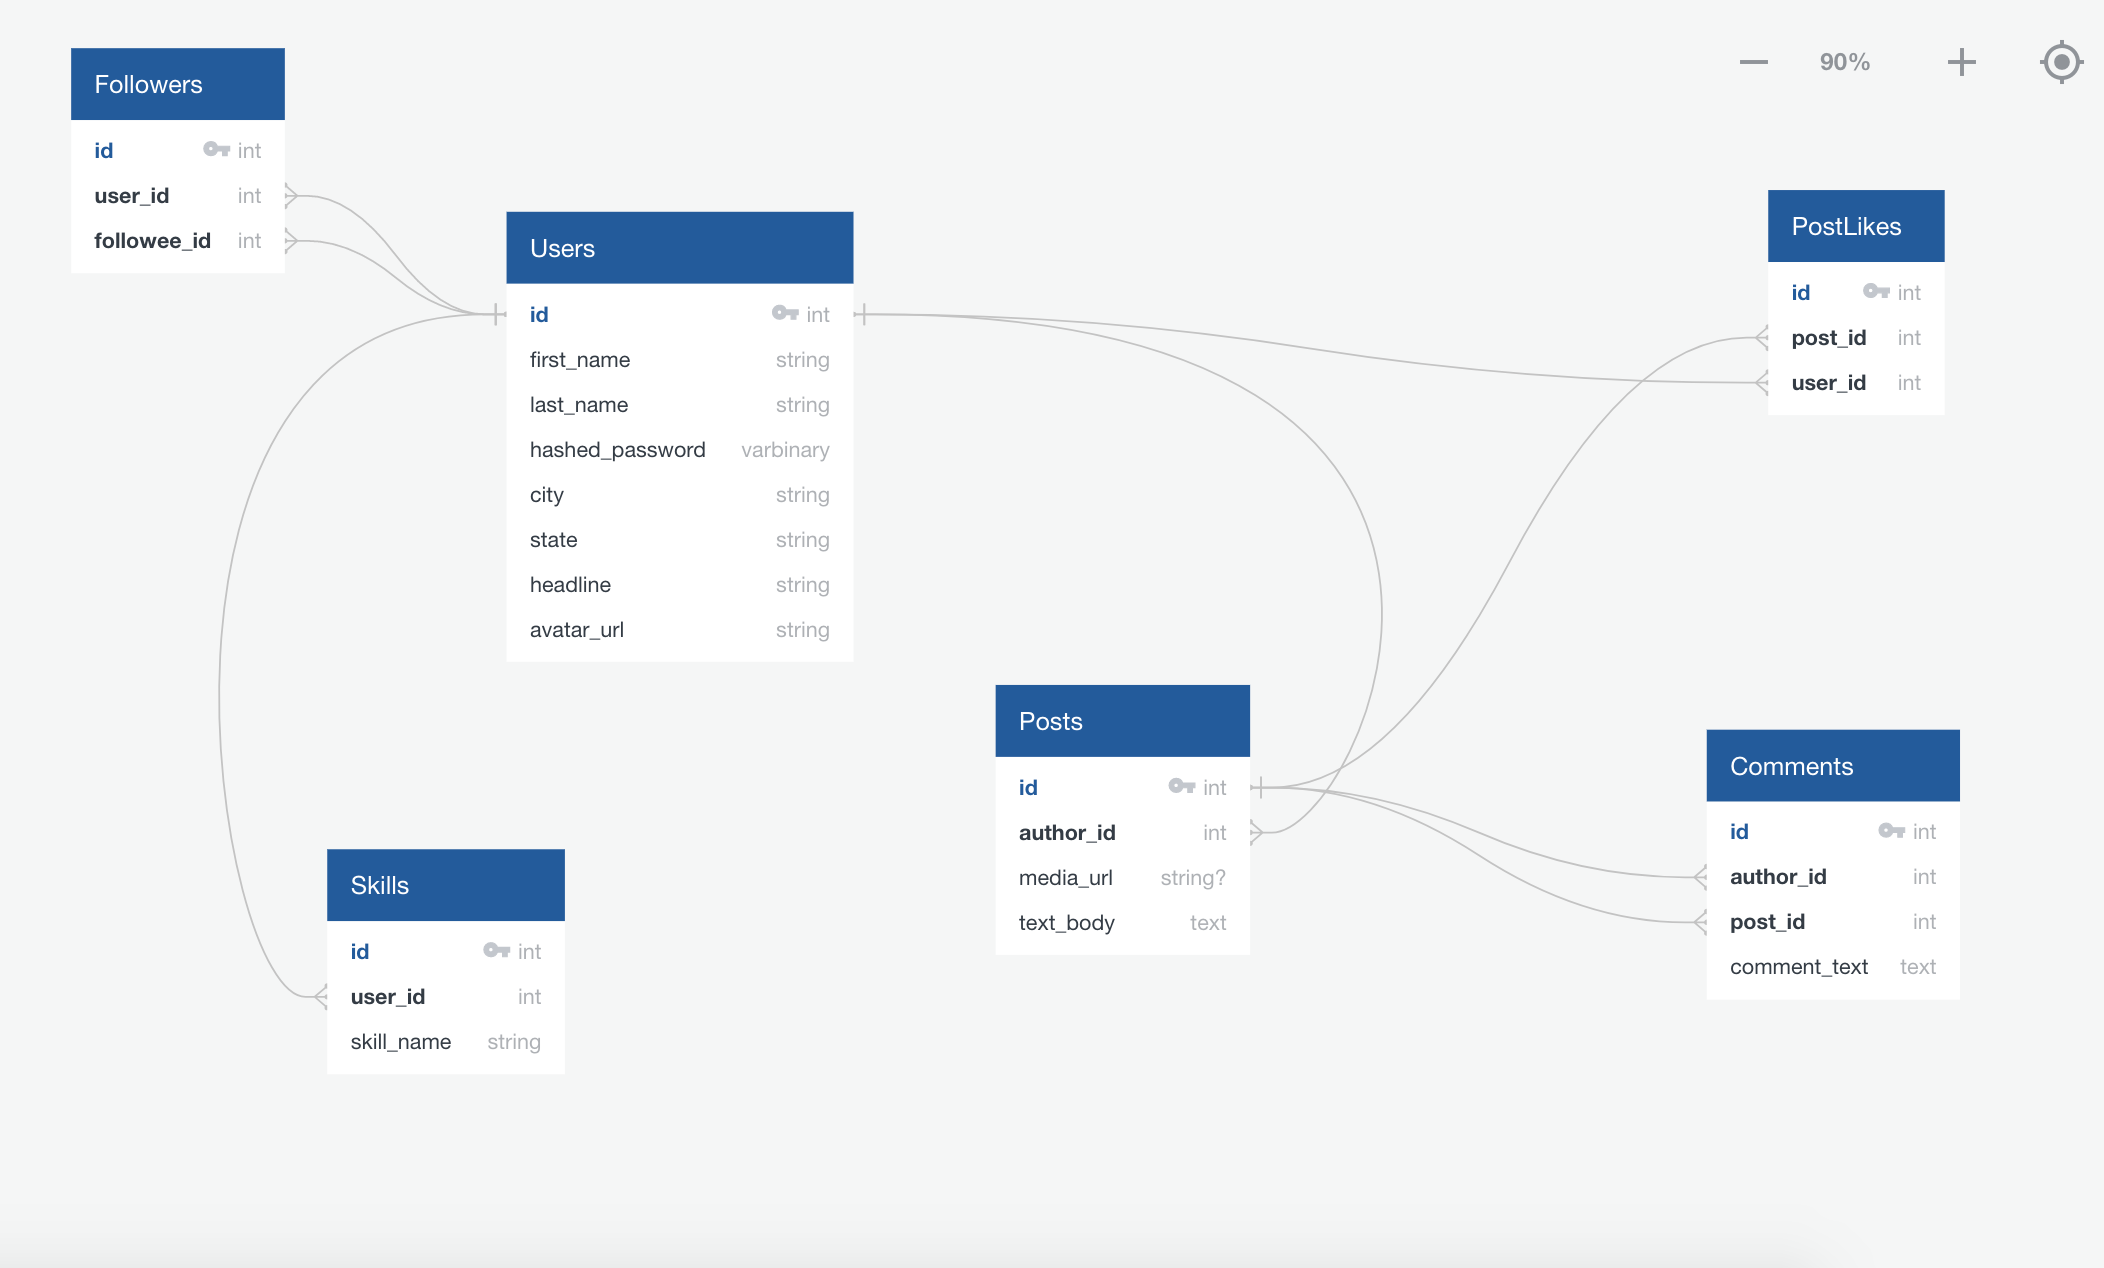 90%
Followers
id int
user_id int
followee_id int
Users
id int
first_name string
last_name string
hashed_password varbinary
city string
state string
headline string
avatar_url string
PostLikes
id int
post_id int
user_id int
Posts
id int
author_id int
media_url string?
text_body text
Comments
id int
author_id int
post_id int
comment_text text
Skills
id int
user_id int
skill_name string